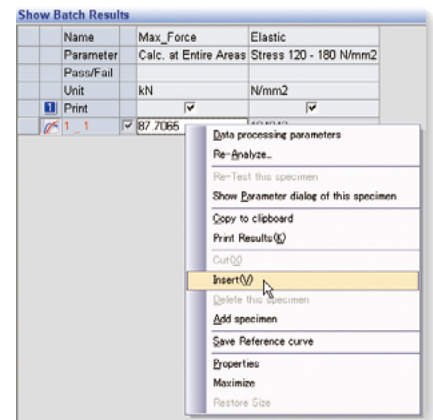 Show Batch Results
Name Max_Force Elastic
Parameter Calc. at Entire Areas Stress 120 - 180 N/mm2
Pass/Fail
Unit kN N/mm2
1 Print
1 _ 1 87.7065
Data processing parameters
Re-Analyze...
Re-Test this specimen
Show Parameter dialog of this specimen
Copy to clipboard
Print Results(K)
Cut(X)
Insert(V)
Delete this specimen
Add specimen
Save Reference curve
Properties
Maximize
Restore Size